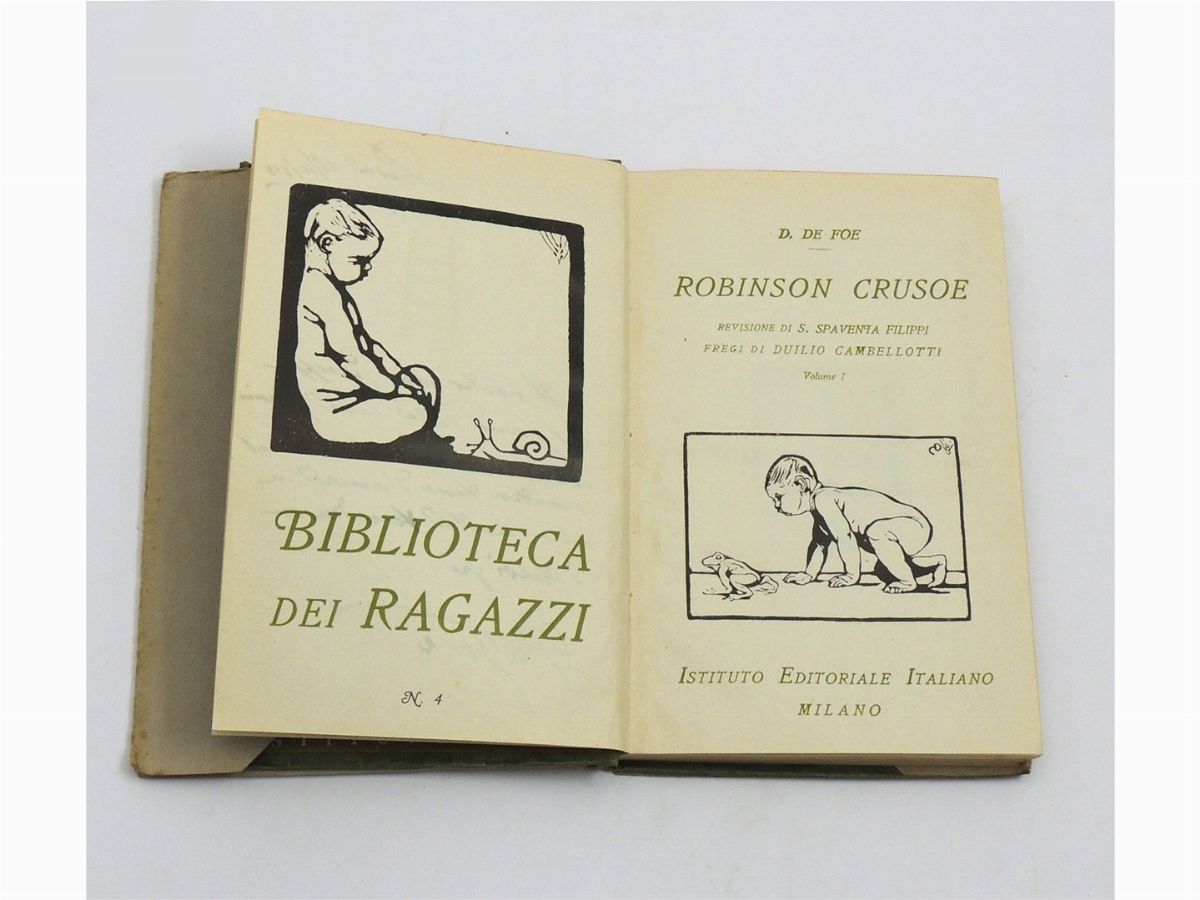 BIBLIOTECA
DEI RAGAZZI
N. 4
D. DE FOE
ROBINSON CRUSOE
REVISIONE DI S. SPAVENTA FILIPPI
FREGI DI DUILIO CAMBELLOTTI
Volume I
ISTITUTO EDITORIALE ITALIANO
MILANO